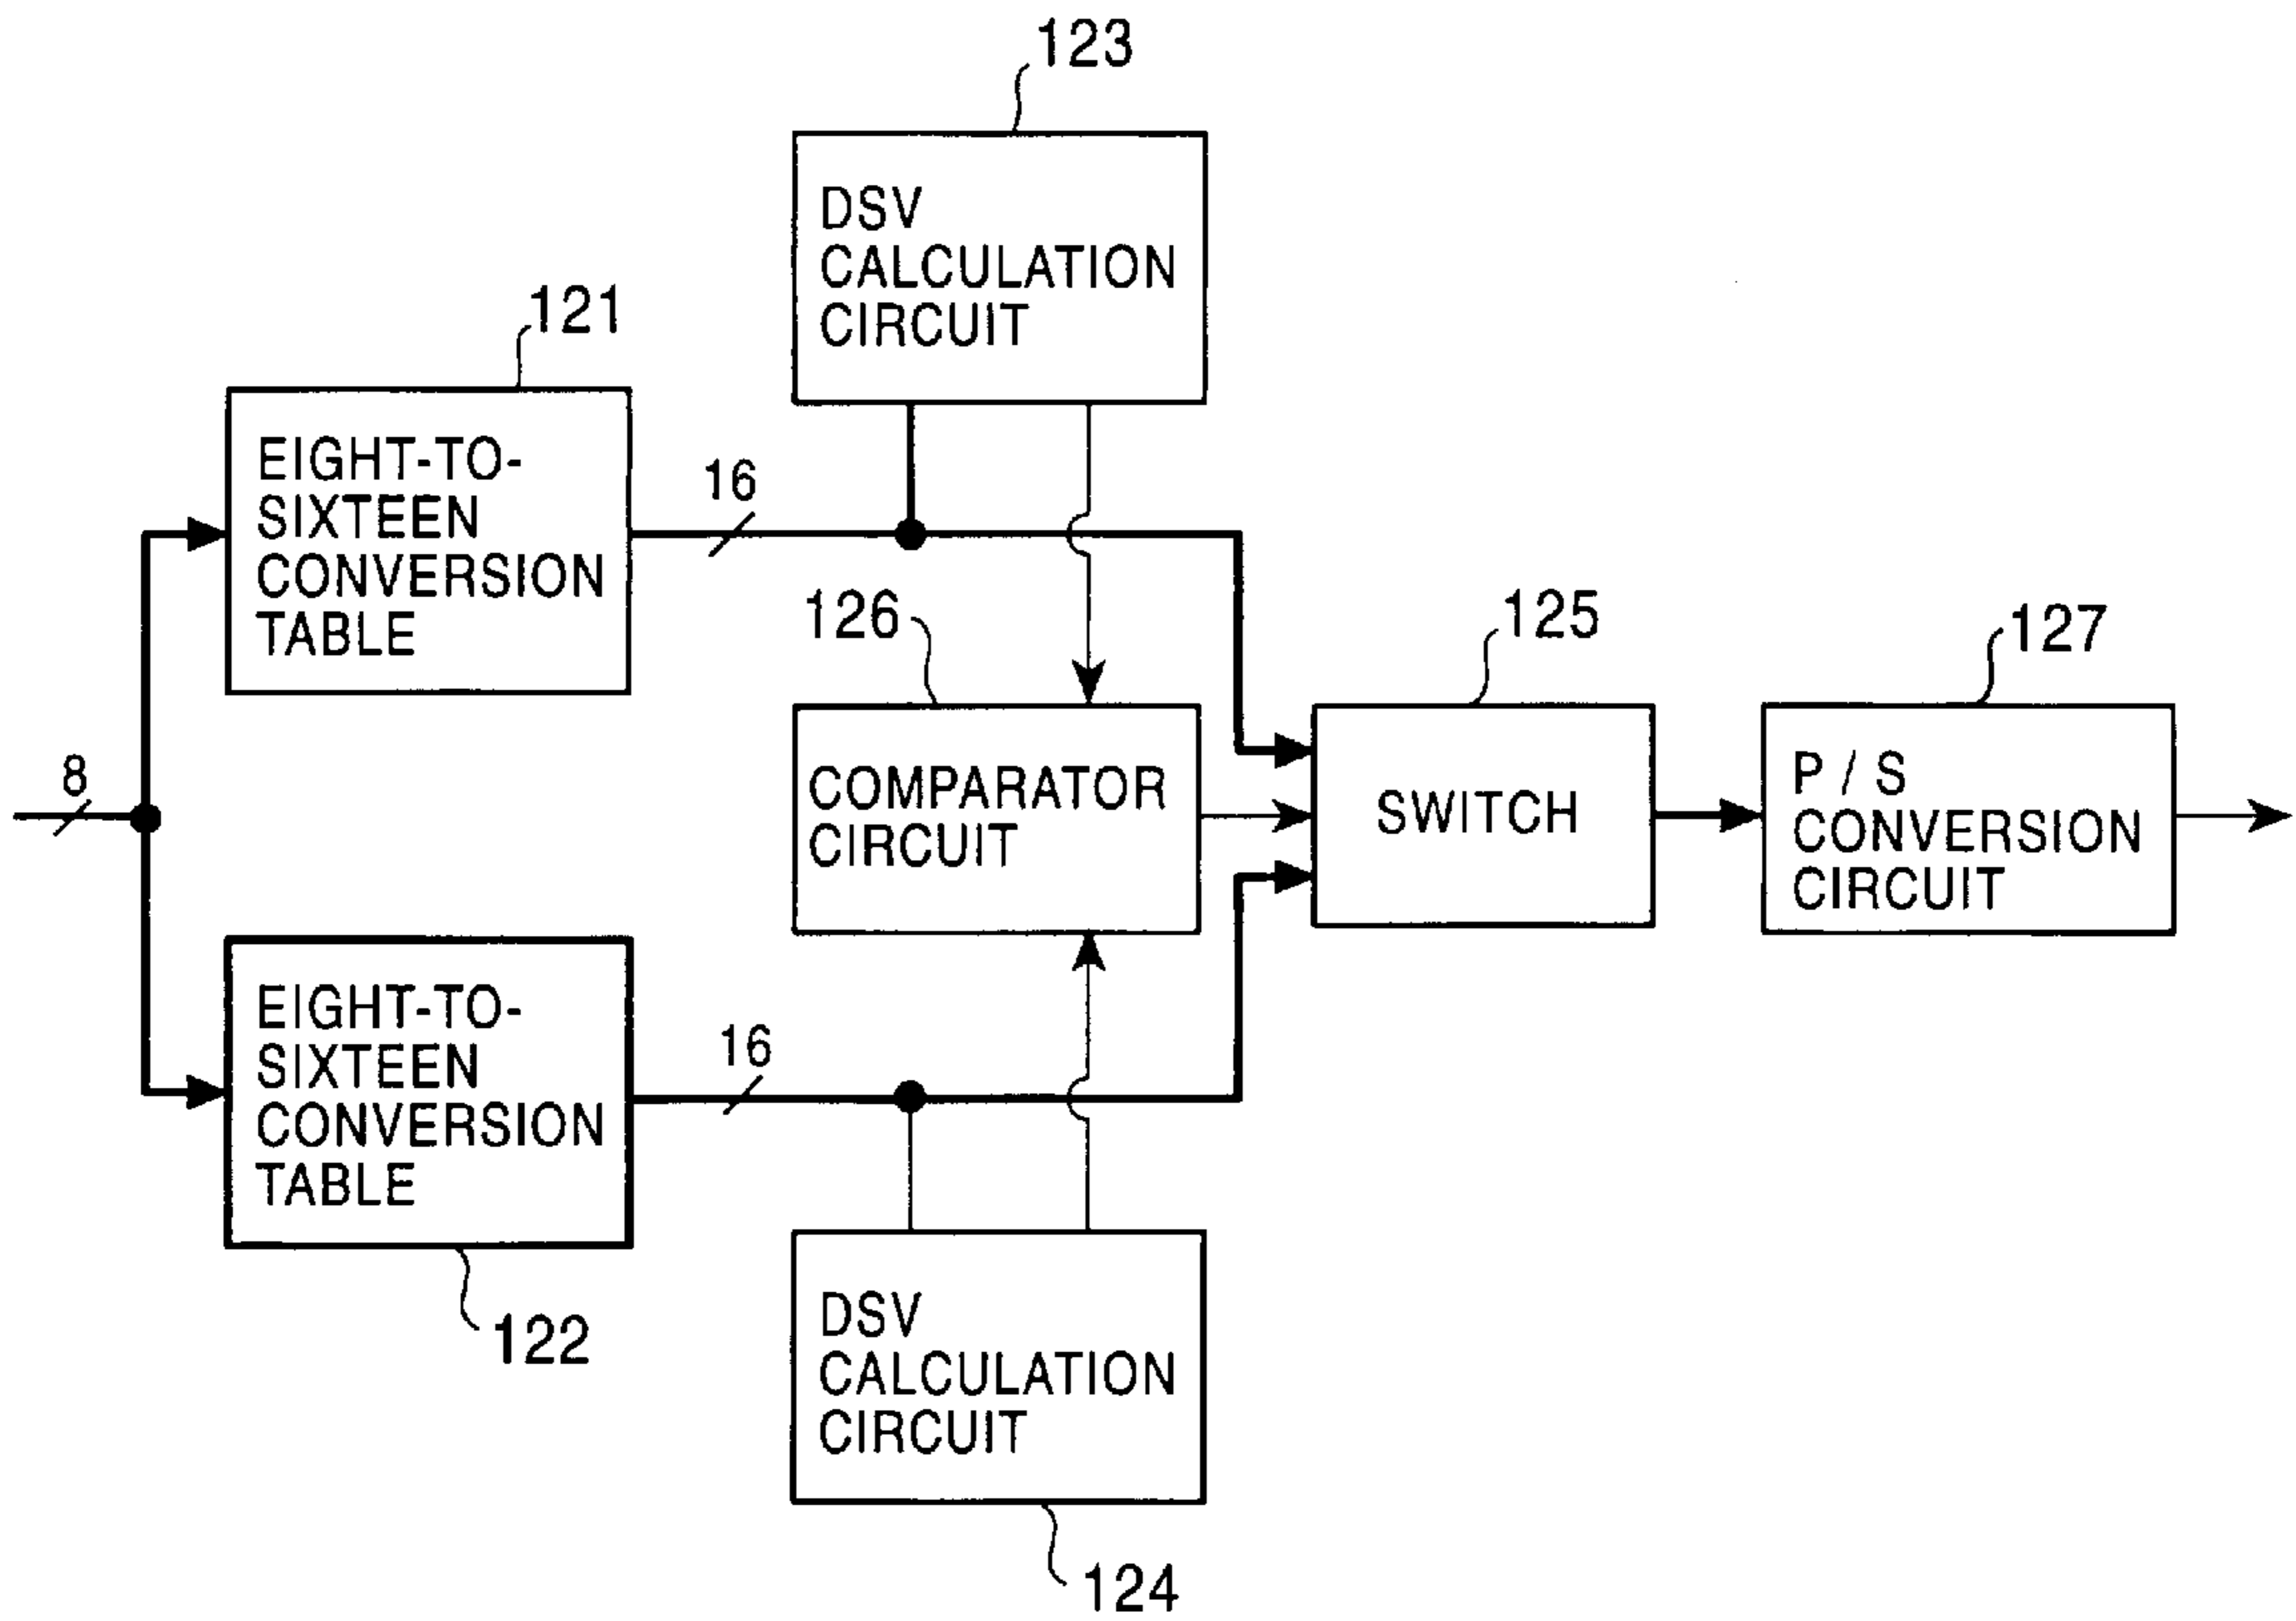 123
DSV
CALCULATION
CIRCUIT
121
EIGHT-TO-
SIXTEEN
CONVERSION
TABLE
16
126
125
127
8
COMPARATOR
CIRCUIT
SWITCH
P / S
CONVERSION
CIRCUIT
EIGHT-TO-
SIXTEEN
CONVERSION
TABLE
16
122
DSV
CALCULATION
CIRCUIT
124